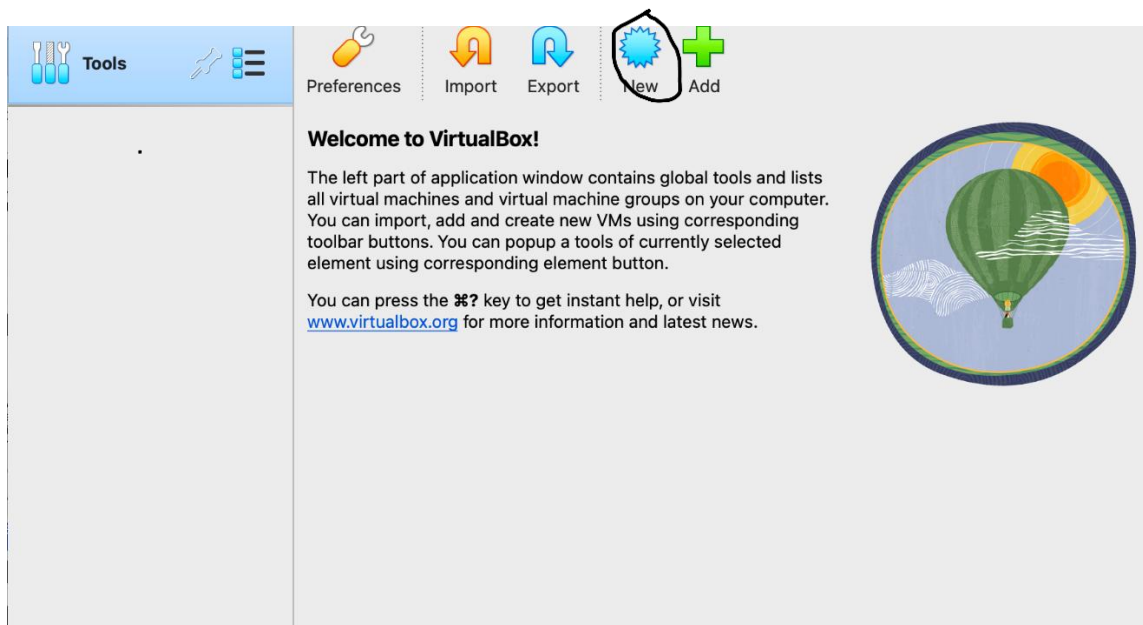 Tools
Preferences
Import
Export
New
Add
Welcome to VirtualBox!
The left part of application window contains global tools and lists
all virtual machines and virtual machine groups on your computer.
You can import, add and create new VMs using corresponding
toolbar buttons. You can popup a tools of currently selected
element using corresponding element button.
You can press the ⌘? key to get instant help, or visit
www.virtualbox.org for more information and latest news.